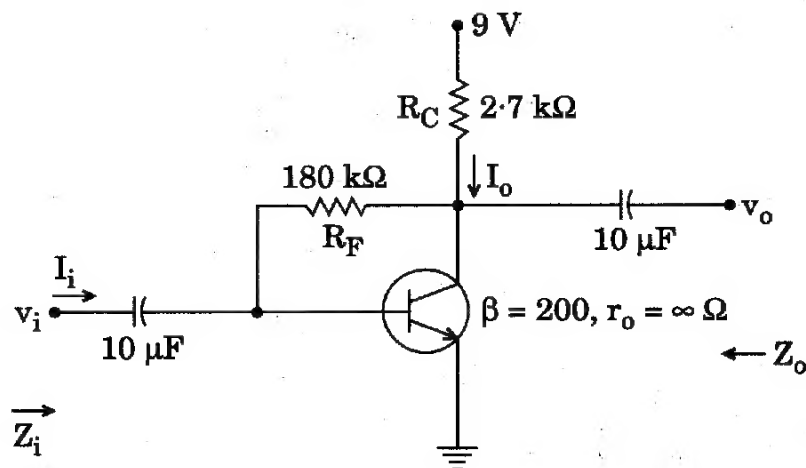 9 V
R_C 2·7 kΩ
180 kΩ
I_o
R_F
v_o
10 μF
I_i
v_i
β = 200, r_o = ∞ Ω
10 μF
Z_o
Z_i